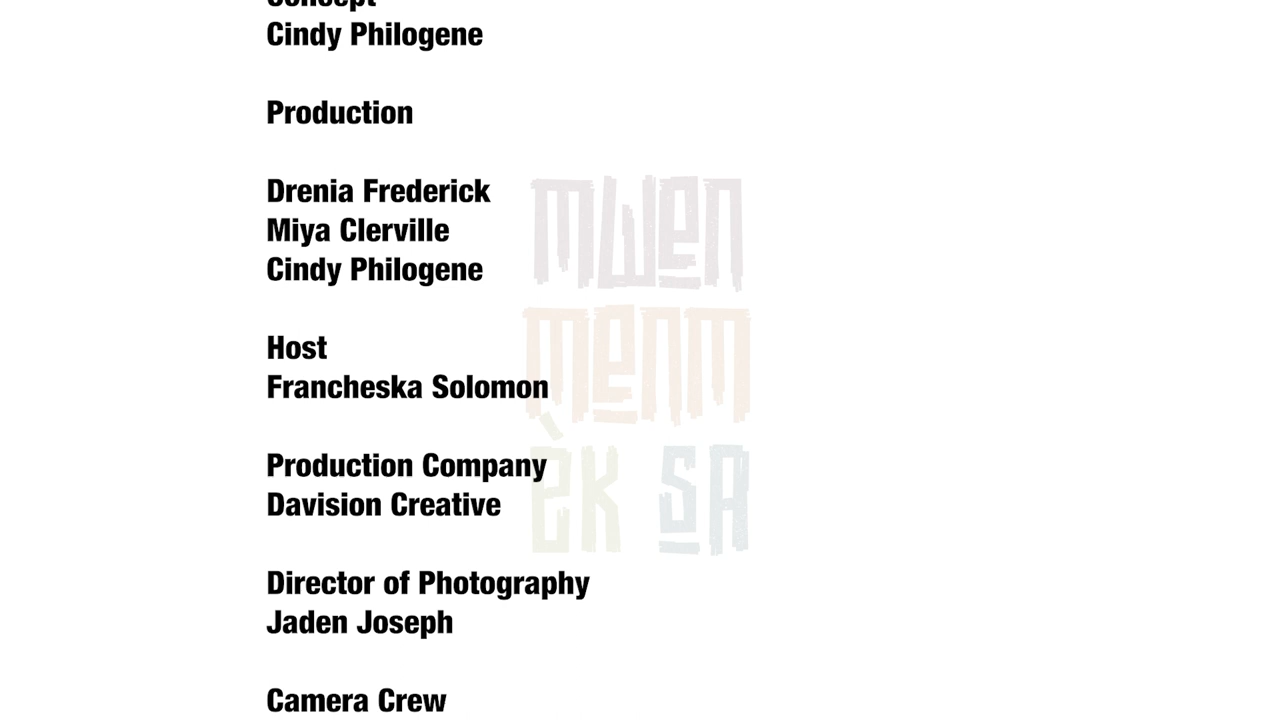 Concept
Cindy Philogene
Production
Drenia Frederick
Miya Clerville
Cindy Philogene
Host
Francheska Solomon
Production Company
Davision Creative
Director of Photography
Jaden Joseph
Camera Crew
mwen
menm
èk sa